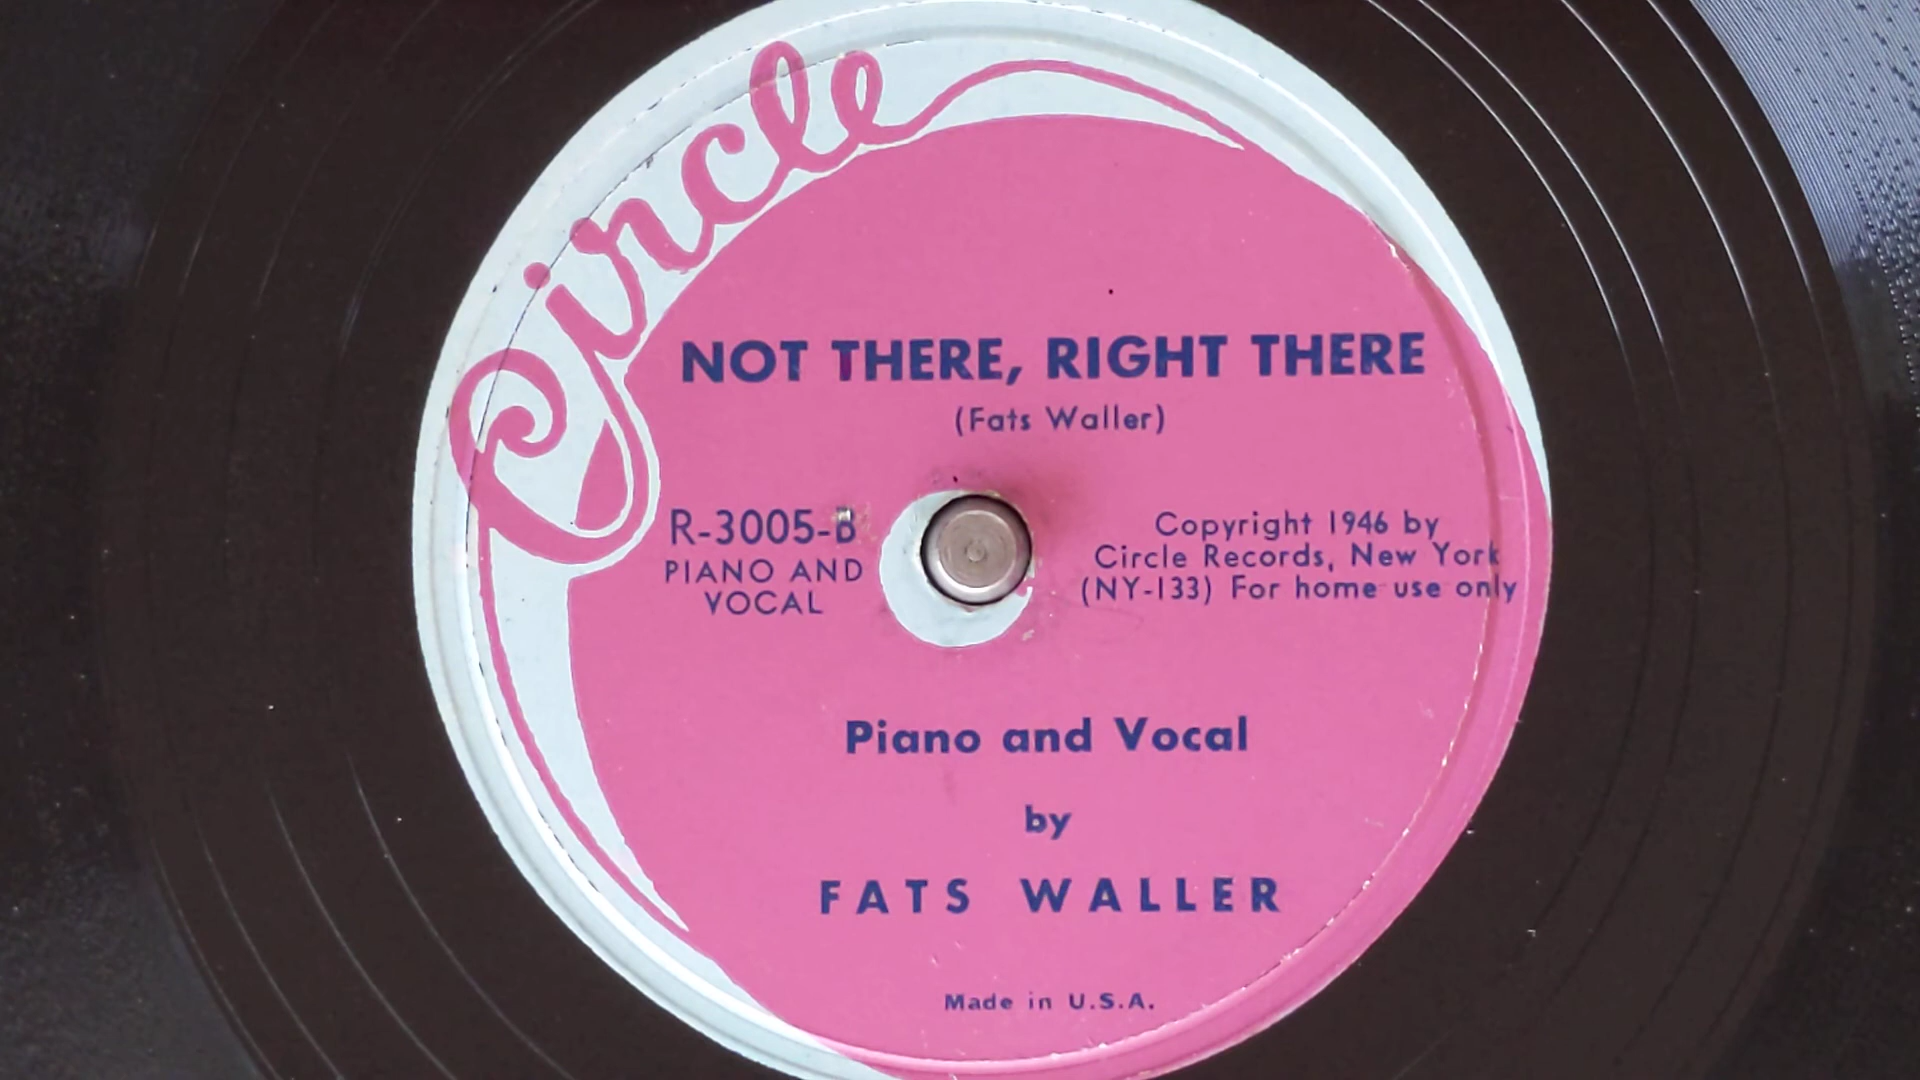 Circle
NOT THERE, RIGHT THERE
(Fats Waller)
R-3005-B
PIANO AND
VOCAL
Copyright 1946 by
Circle Records, New York
(NY-133) For home use only
Piano and Vocal
by
FATS WALLER
Made in U.S.A.